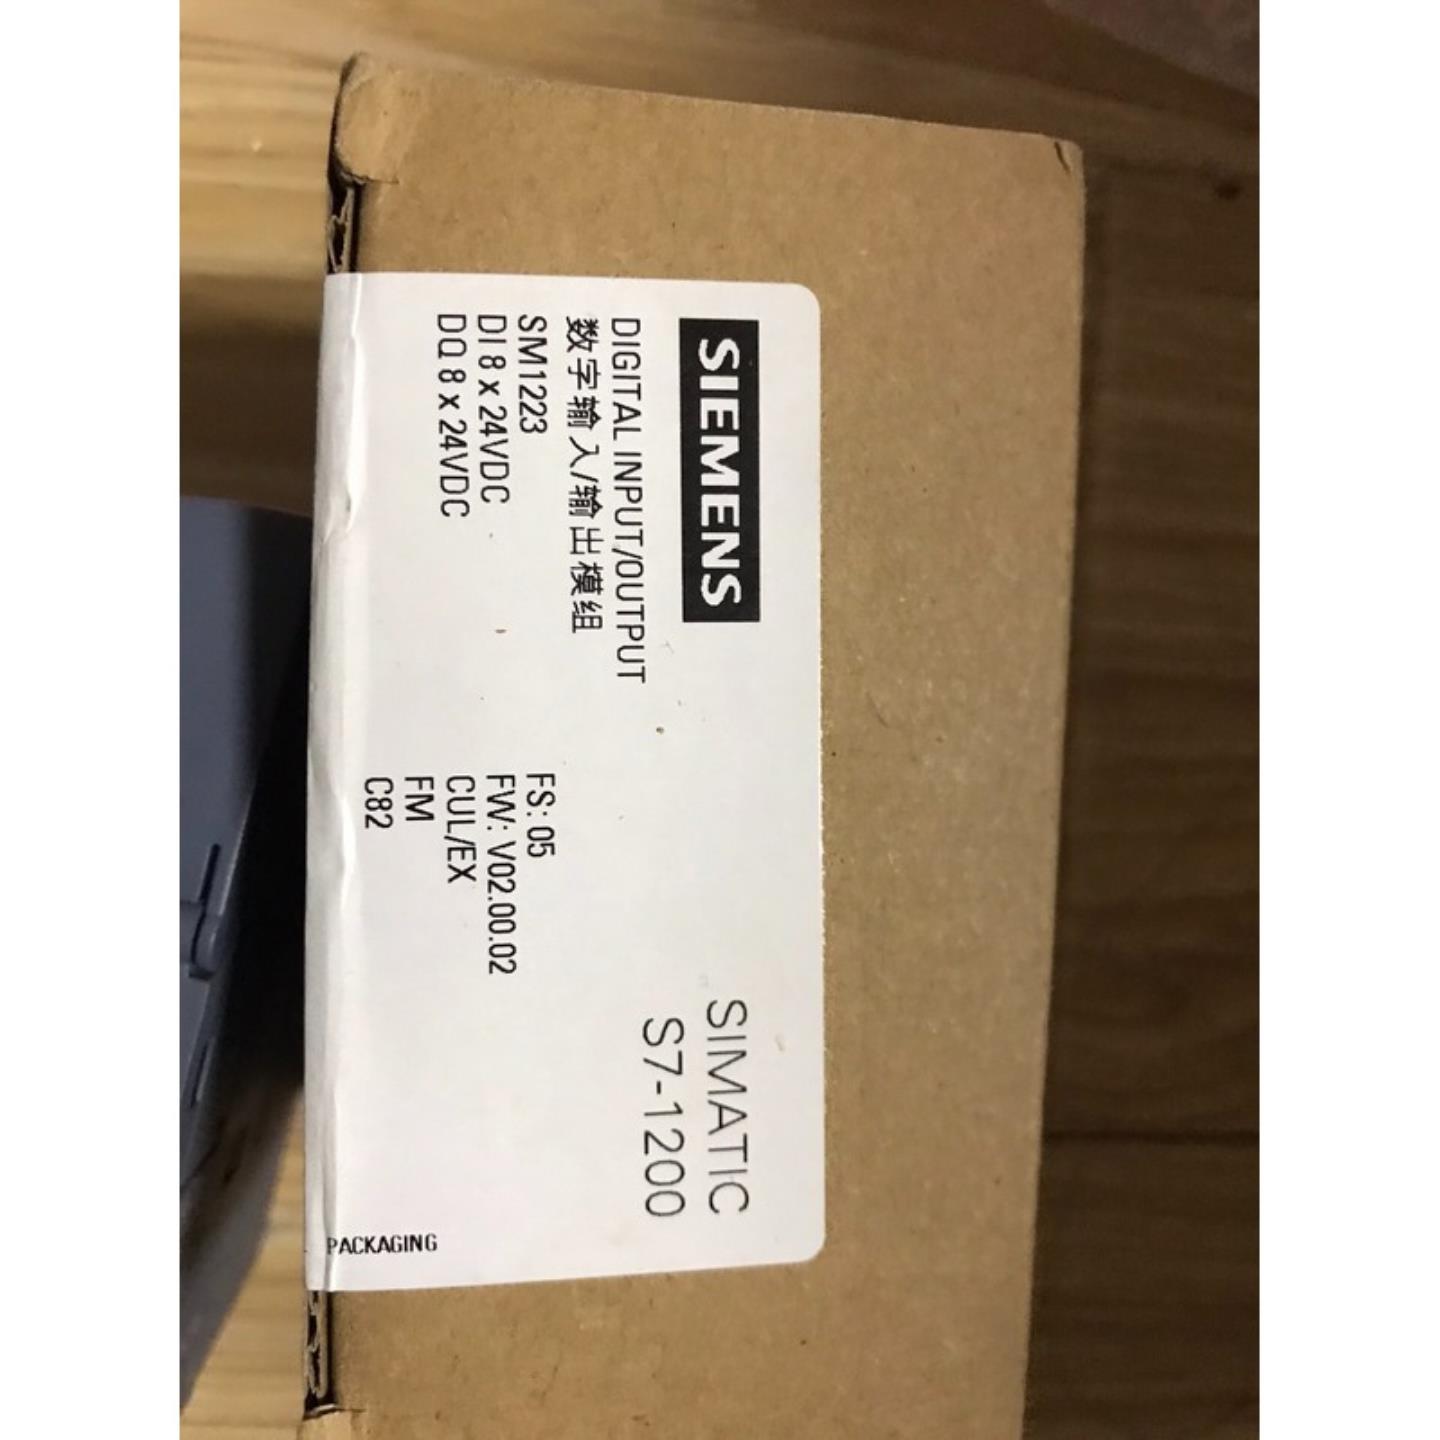 SIEMENS
SIMATIC
S7-1200
DIGITAL INPUT/OUTPUT
数字输入/输出模组
SM1223
DI 8 x 24VDC
DQ 8 x 24VDC
FS: 05
FW: V02.00.02
CUL/EX
FM
C82
PACKAGING